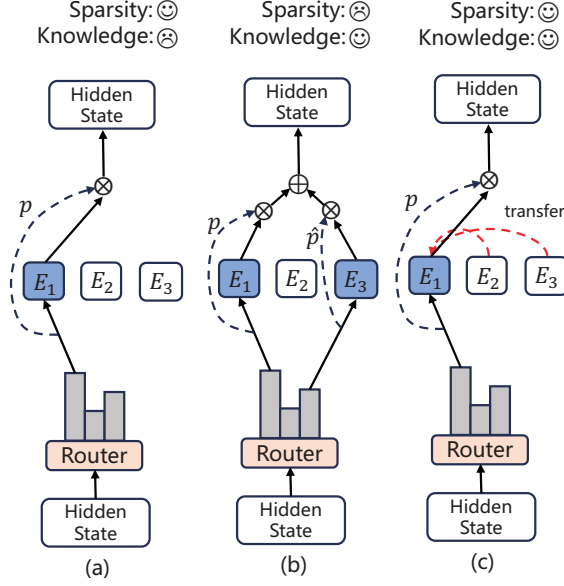 Sparsity:☺
Knowledge:☹
Hidden
State
p
E₁
E₂
E₃
Router
Hidden
State
(a)
Sparsity:☹
Knowledge:☺
Hidden
State
p
p̂
E₁
E₂
E₃
Router
Hidden
State
(b)
Sparsity:☺
Knowledge:☺
Hidden
State
p
transfer
E₁
E₂
E₃
Router
Hidden
State
(c)